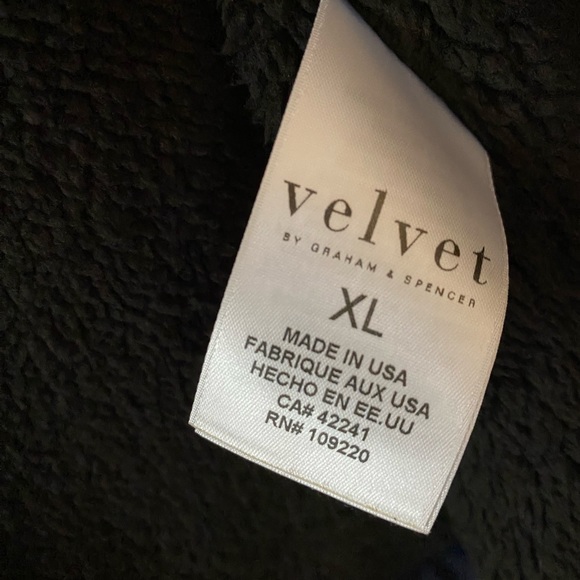 velvet
BY GRAHAM & SPENCER
XL
MADE IN USA
FABRIQUE AUX USA
HECHO EN EE.UU
CA# 42241
RN# 109220